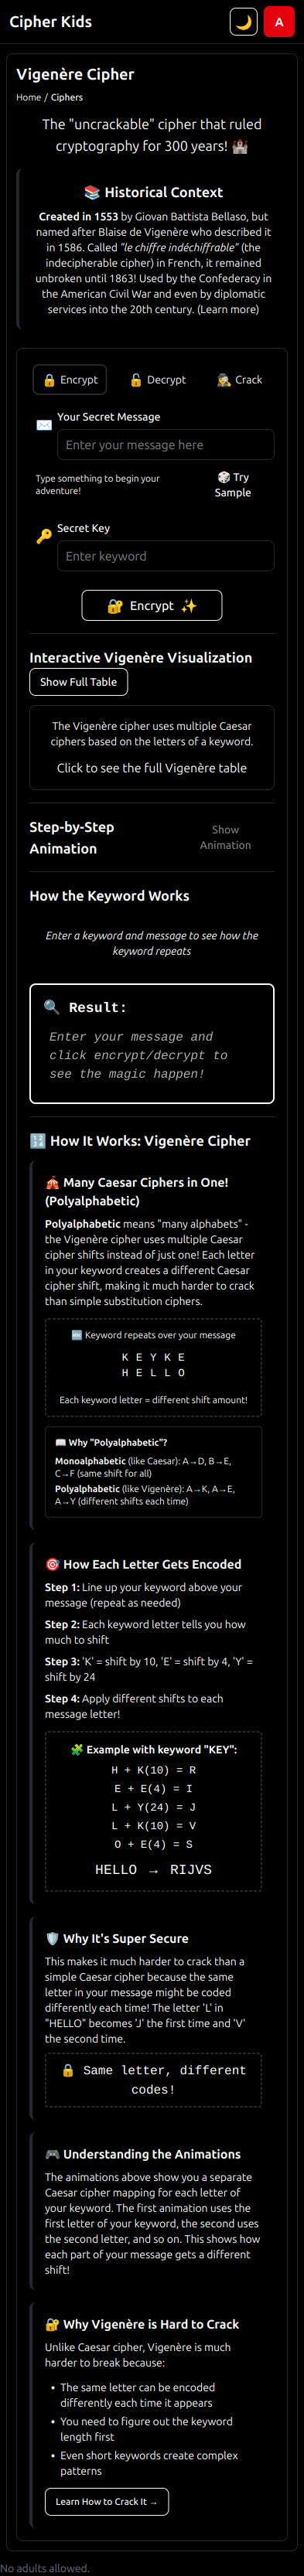 Cipher Kids
A
Vigenère Cipher
Home / Ciphers
The "uncrackable" cipher that ruled
cryptography for 300 years! 🏰
📚 Historical Context
Created in 1553 by Giovan Battista Bellaso, but
named after Blaise de Vigenère who described it
in 1586. Called "le chiffre indéchiffrable" (the
indecipherable cipher) in French, it remained
unbroken until 1863! Used by the Confederacy in
the American Civil War and even by diplomatic
services into the 20th century. (Learn more)
🔒 Encrypt 🔓 Decrypt 🕵️ Crack
Your Secret Message
Enter your message here
Type something to begin your
adventure!
🎲 Try
Sample
Secret Key
Enter keyword
🔐 Encrypt ✨
Interactive Vigenère Visualization
Show Full Table
The Vigenère cipher uses multiple Caesar
ciphers based on the letters of a keyword.
Click to see the full Vigenère table
Step-by-Step
Animation
Show
Animation
How the Keyword Works
Enter a keyword and message to see how the
keyword repeats
🔍 Result:
Enter your message and
click encrypt/decrypt to
see the magic happen!
🔢 How It Works: Vigenère Cipher
🎪 Many Caesar Ciphers in One!
(Polyalphabetic)
Polyalphabetic means "many alphabets" -
the Vigenère cipher uses multiple Caesar
cipher shifts instead of just one! Each letter
in your keyword creates a different Caesar
cipher shift, making it much harder to crack
than simple substitution ciphers.
🔤 Keyword repeats over your message
K E Y K E
H E L L O
Each keyword letter = different shift amount!
📖 Why "Polyalphabetic"?
Monoalphabetic (like Caesar): A→D, B→E,
C→F (same shift for all)
Polyalphabetic (like Vigenère): A→K, A→E,
A→Y (different shifts each time)
🎯 How Each Letter Gets Encoded
Step 1: Line up your keyword above your
message (repeat as needed)
Step 2: Each keyword letter tells you how
much to shift
Step 3: 'K' = shift by 10, 'E' = shift by 4, 'Y' =
shift by 24
Step 4: Apply different shifts to each
message letter!
🧩 Example with keyword "KEY":
H + K(10) = R
E + E(4) = I
L + Y(24) = J
L + K(10) = V
O + E(4) = S
HELLO → RIJVS
🛡️ Why It's Super Secure
This makes it much harder to crack than a
simple Caesar cipher because the same
letter in your message might be coded
differently each time! The letter 'L' in
"HELLO" becomes 'J' the first time and 'V'
the second time.
🔒 Same letter, different
codes!
🎮 Understanding the Animations
The animations above show you a separate
Caesar cipher mapping for each letter of
your keyword. The first animation uses the
first letter of your keyword, the second uses
the second letter, and so on. This shows how
each part of your message gets a different
shift!
🔐 Why Vigenère is Hard to Crack
Unlike Caesar cipher, Vigenère is much
harder to break because:
• The same letter can be encoded
differently each time it appears
• You need to figure out the keyword
length first
• Even short keywords create complex
patterns
Learn How to Crack It →
No adults allowed.